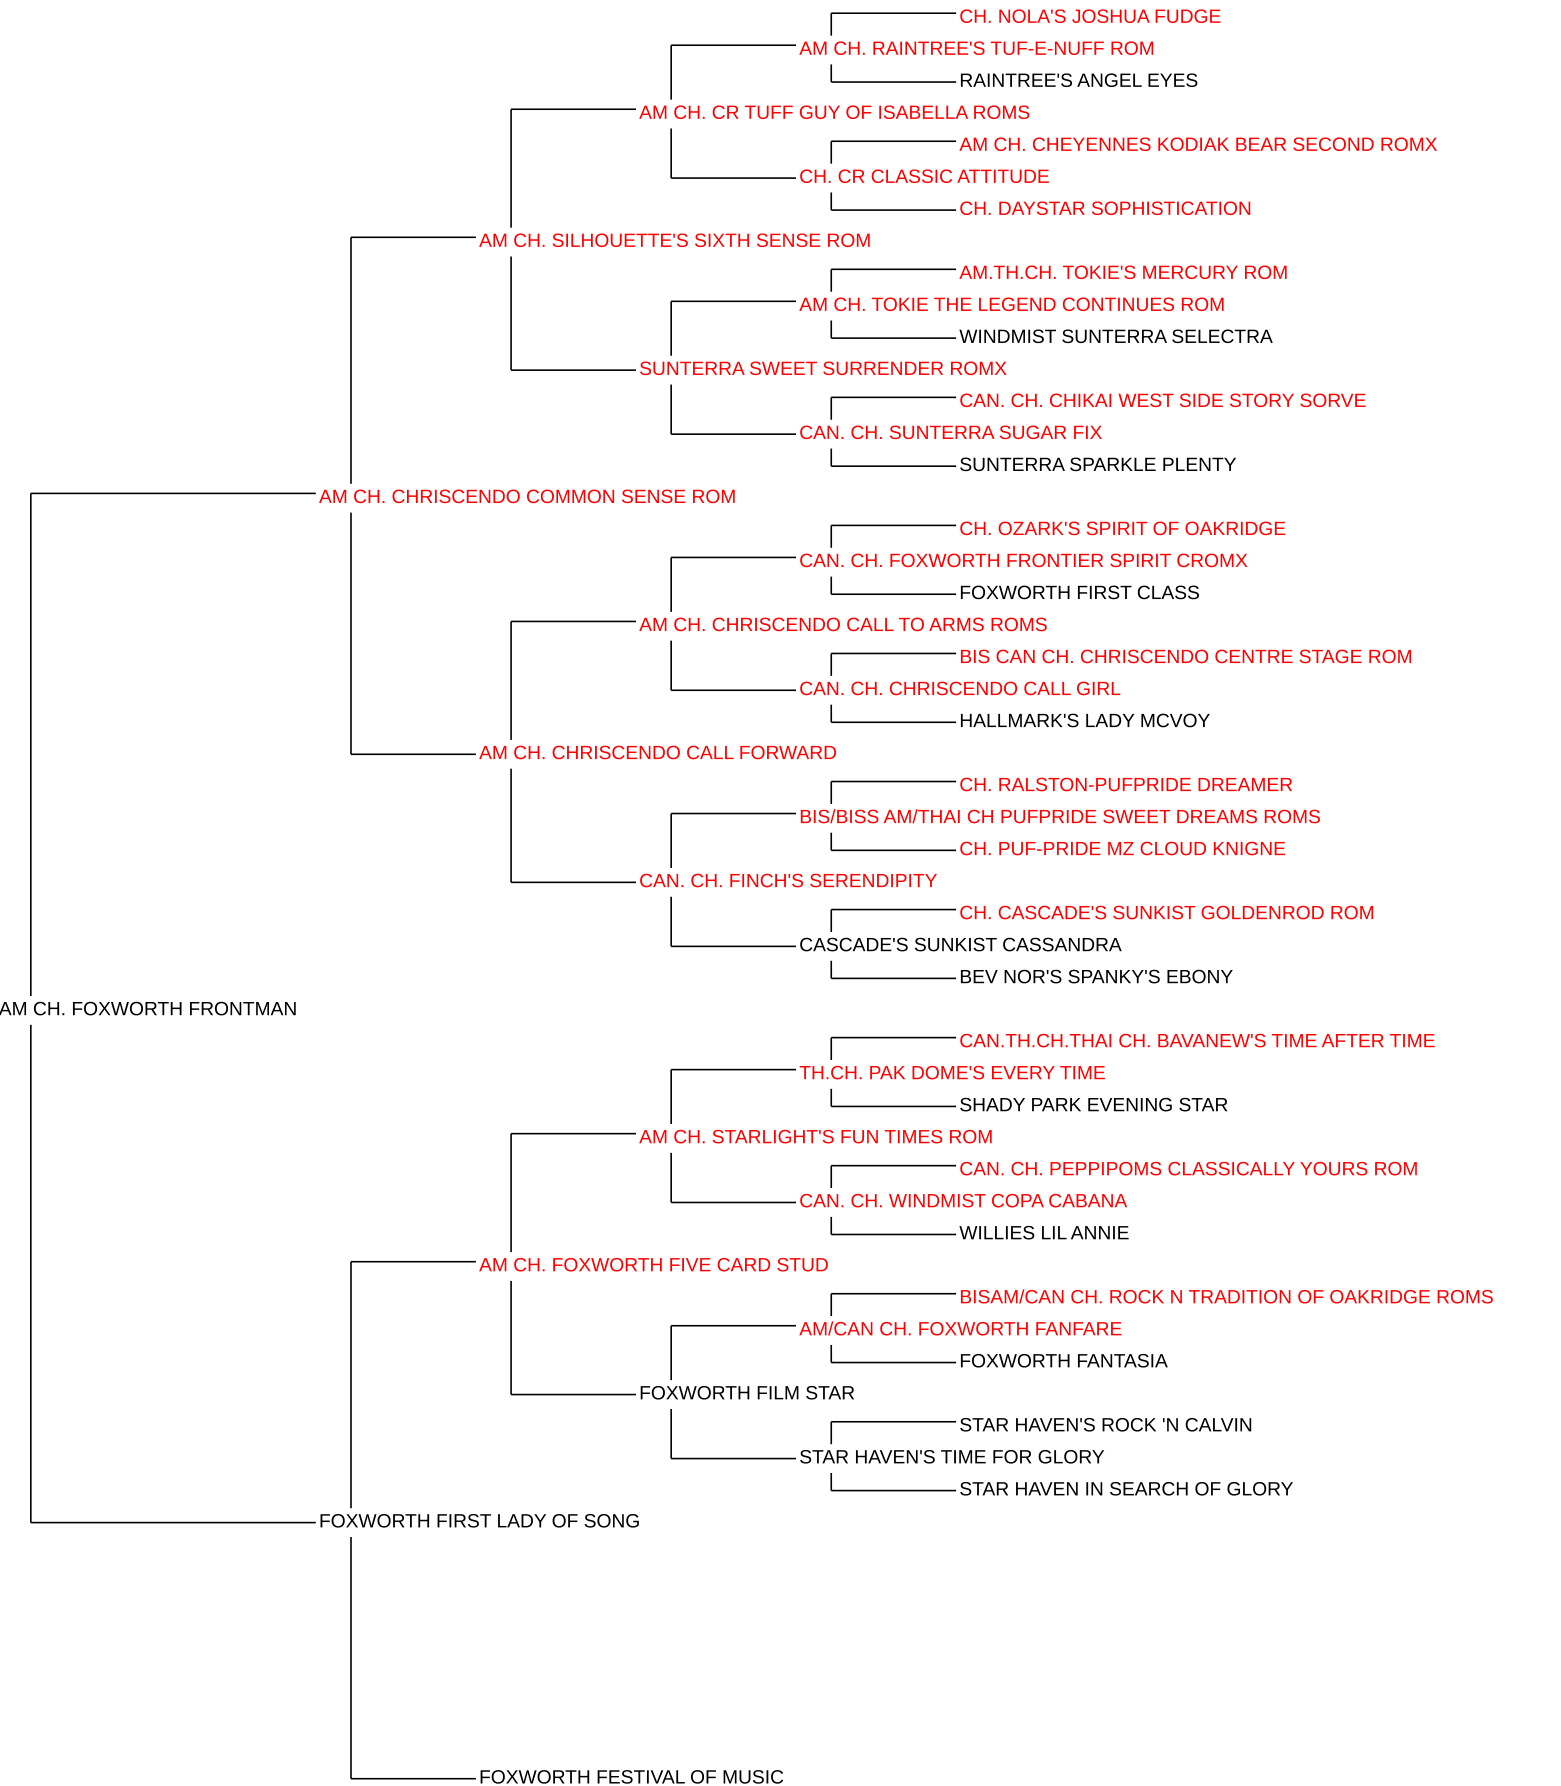 CH. NOLA'S JOSHUA FUDGE
AM CH. RAINTREE'S TUF-E-NUFF ROM
RAINTREE'S ANGEL EYES
AM CH. CR TUFF GUY OF ISABELLA ROMS
AM CH. CHEYENNES KODIAK BEAR SECOND ROMX
CH. CR CLASSIC ATTITUDE
CH. DAYSTAR SOPHISTICATION
AM CH. SILHOUETTE'S SIXTH SENSE ROM
AM.TH.CH. TOKIE'S MERCURY ROM
AM CH. TOKIE THE LEGEND CONTINUES ROM
WINDMIST SUNTERRA SELECTRA
SUNTERRA SWEET SURRENDER ROMX
CAN. CH. CHIKAI WEST SIDE STORY SORVE
CAN. CH. SUNTERRA SUGAR FIX
SUNTERRA SPARKLE PLENTY
AM CH. CHRISCENDO COMMON SENSE ROM
CH. OZARK'S SPIRIT OF OAKRIDGE
CAN. CH. FOXWORTH FRONTIER SPIRIT CROMX
FOXWORTH FIRST CLASS
AM CH. CHRISCENDO CALL TO ARMS ROMS
BIS CAN CH. CHRISCENDO CENTRE STAGE ROM
CAN. CH. CHRISCENDO CALL GIRL
HALLMARK'S LADY MCVOY
AM CH. CHRISCENDO CALL FORWARD
CH. RALSTON-PUFPRIDE DREAMER
BIS/BISS AM/THAI CH PUFPRIDE SWEET DREAMS ROMS
CH. PUF-PRIDE MZ CLOUD KNIGNE
CAN. CH. FINCH'S SERENDIPITY
CH. CASCADE'S SUNKIST GOLDENROD ROM
CASCADE'S SUNKIST CASSANDRA
BEV NOR'S SPANKY'S EBONY
AM CH. FOXWORTH FRONTMAN
CAN.TH.CH.THAI CH. BAVANEW'S TIME AFTER TIME
TH.CH. PAK DOME'S EVERY TIME
SHADY PARK EVENING STAR
AM CH. STARLIGHT'S FUN TIMES ROM
CAN. CH. PEPPIPOMS CLASSICALLY YOURS ROM
CAN. CH. WINDMIST COPA CABANA
WILLIES LIL ANNIE
AM CH. FOXWORTH FIVE CARD STUD
BISAM/CAN CH. ROCK N TRADITION OF OAKRIDGE ROMS
AM/CAN CH. FOXWORTH FANFARE
FOXWORTH FANTASIA
FOXWORTH FILM STAR
STAR HAVEN'S ROCK 'N CALVIN
STAR HAVEN'S TIME FOR GLORY
STAR HAVEN IN SEARCH OF GLORY
FOXWORTH FIRST LADY OF SONG
FOXWORTH FESTIVAL OF MUSIC